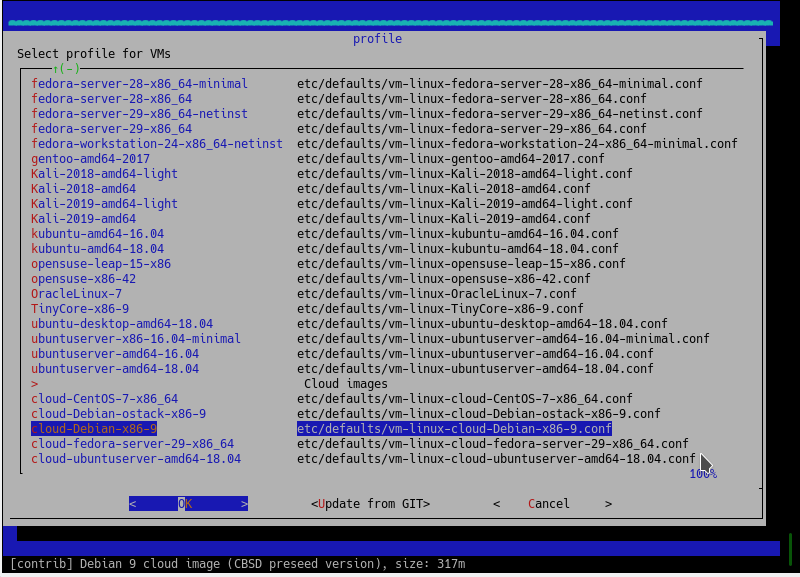 profile
Select profile for VMs
↑(-)
fedora-server-28-x86_64-minimal etc/defaults/vm-linux-fedora-server-28-x86_64-minimal.conf
fedora-server-28-x86_64 etc/defaults/vm-linux-fedora-server-28-x86_64.conf
fedora-server-29-x86_64-netinst etc/defaults/vm-linux-fedora-server-29-x86_64-netinst.conf
fedora-server-29-x86_64 etc/defaults/vm-linux-fedora-server-29-x86_64.conf
fedora-workstation-24-x86_64-netinst etc/defaults/vm-linux-fedora-workstation-24-x86_64-minimal.conf
gentoo-amd64-2017 etc/defaults/vm-linux-gentoo-amd64-2017.conf
Kali-2018-amd64-light etc/defaults/vm-linux-Kali-2018-amd64-light.conf
Kali-2018-amd64 etc/defaults/vm-linux-Kali-2018-amd64.conf
Kali-2019-amd64-light etc/defaults/vm-linux-Kali-2019-amd64-light.conf
Kali-2019-amd64 etc/defaults/vm-linux-Kali-2019-amd64.conf
kubuntu-amd64-16.04 etc/defaults/vm-linux-kubuntu-amd64-16.04.conf
kubuntu-amd64-18.04 etc/defaults/vm-linux-kubuntu-amd64-18.04.conf
opensuse-leap-15-x86 etc/defaults/vm-linux-opensuse-leap-15-x86.conf
opensuse-x86-42 etc/defaults/vm-linux-opensuse-x86-42.conf
OracleLinux-7 etc/defaults/vm-linux-OracleLinux-7.conf
TinyCore-x86-9 etc/defaults/vm-linux-TinyCore-x86-9.conf
ubuntu-desktop-amd64-18.04 etc/defaults/vm-linux-ubuntu-desktop-amd64-18.04.conf
ubuntuserver-x86-16.04-minimal etc/defaults/vm-linux-ubuntuserver-amd64-16.04-minimal.conf
ubuntuserver-amd64-16.04 etc/defaults/vm-linux-ubuntuserver-amd64-16.04.conf
ubuntuserver-amd64-18.04 etc/defaults/vm-linux-ubuntuserver-amd64-18.04.conf
> Cloud images
cloud-CentOS-7-x86_64 etc/defaults/vm-linux-cloud-CentOS-7-x86_64.conf
cloud-Debian-ostack-x86-9 etc/defaults/vm-linux-cloud-Debian-ostack-x86-9.conf
cloud-Debian-x86-9 etc/defaults/vm-linux-cloud-Debian-x86-9.conf
cloud-fedora-server-29-x86_64 etc/defaults/vm-linux-cloud-fedora-server-29-x86_64.conf
cloud-ubuntuserver-amd64-18.04 etc/defaults/vm-linux-cloud-ubuntuserver-amd64-18.04.conf
100%
< OK > <Update from GIT> < Cancel >
[contrib] Debian 9 cloud image (CBSD preseed version), size: 317m